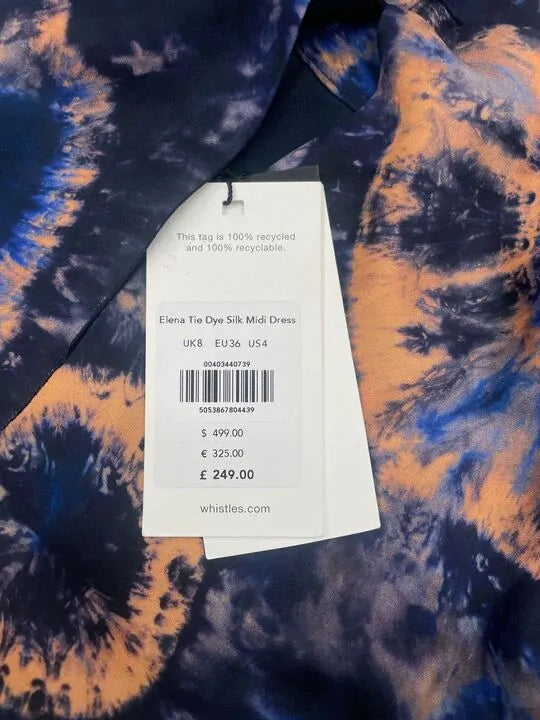 This tag is 100% recycled
and 100% recyclable.
Elena Tie Dye Silk Midi Dress
UK8 EU36 US4
00403440739
5053867804439
$ 499.00
€ 325.00
£ 249.00
whistles.com